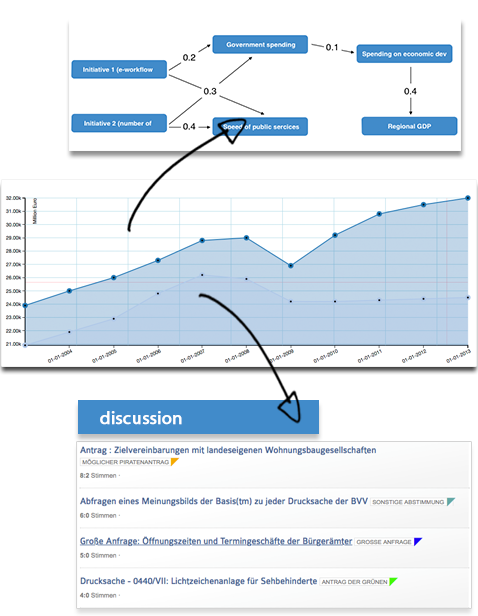 Government spending
0.2
0.1
Spending on economic dev
Initiative 1 (e-workflow
0.3
0.4
Initiative 2 (number of
0.4
Speed of public sercices
Regional GDP
32.00k
Million Euro
31.00k
30.00k
29.00k
28.00k
27.00k
26.00k
25.00k
24.00k
23.00k
22.00k
21.00k
01-01-2004
01-01-2005
01-01-2006
01-01-2007
01-01-2008
01-01-2009
01-01-2010
01-01-2011
01-01-2012
01-01-2013
discussion
Antrag : Zielvereinbarungen mit landeseigenen Wohnungsbaugesellschaften
MÖGLICHER PIRATENANTRAG
8:2 Stimmen ·
Abfragen eines Meinungsbilds der Basis(tm) zu jeder Drucksache der BVV SONSTIGE ABSTIMMUNG
6:0 Stimmen ·
Große Anfrage: Öffnungszeiten und Termingeschäfte der Bürgerämter GROSSE ANFRAGE
5:0 Stimmen ·
Drucksache - 0440/VII: Lichtzeichenanlage für Sehbehinderte ANTRAG DER GRÜNEN
4:0 Stimmen ·